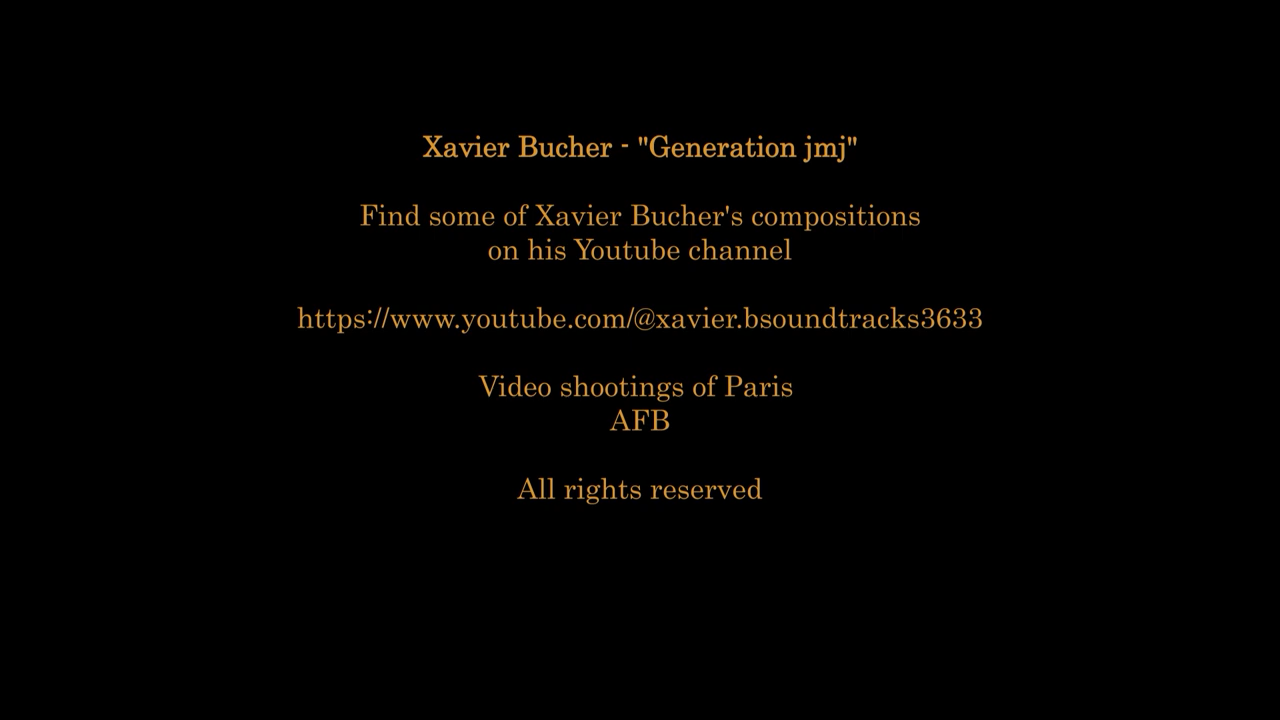 Xavier Bucher - "Generation jmj"
Find some of Xavier Bucher's compositions
on his Youtube channel
https://www.youtube.com/@xavier.bsoundtracks3633
Video shootings of Paris
AFB
All rights reserved